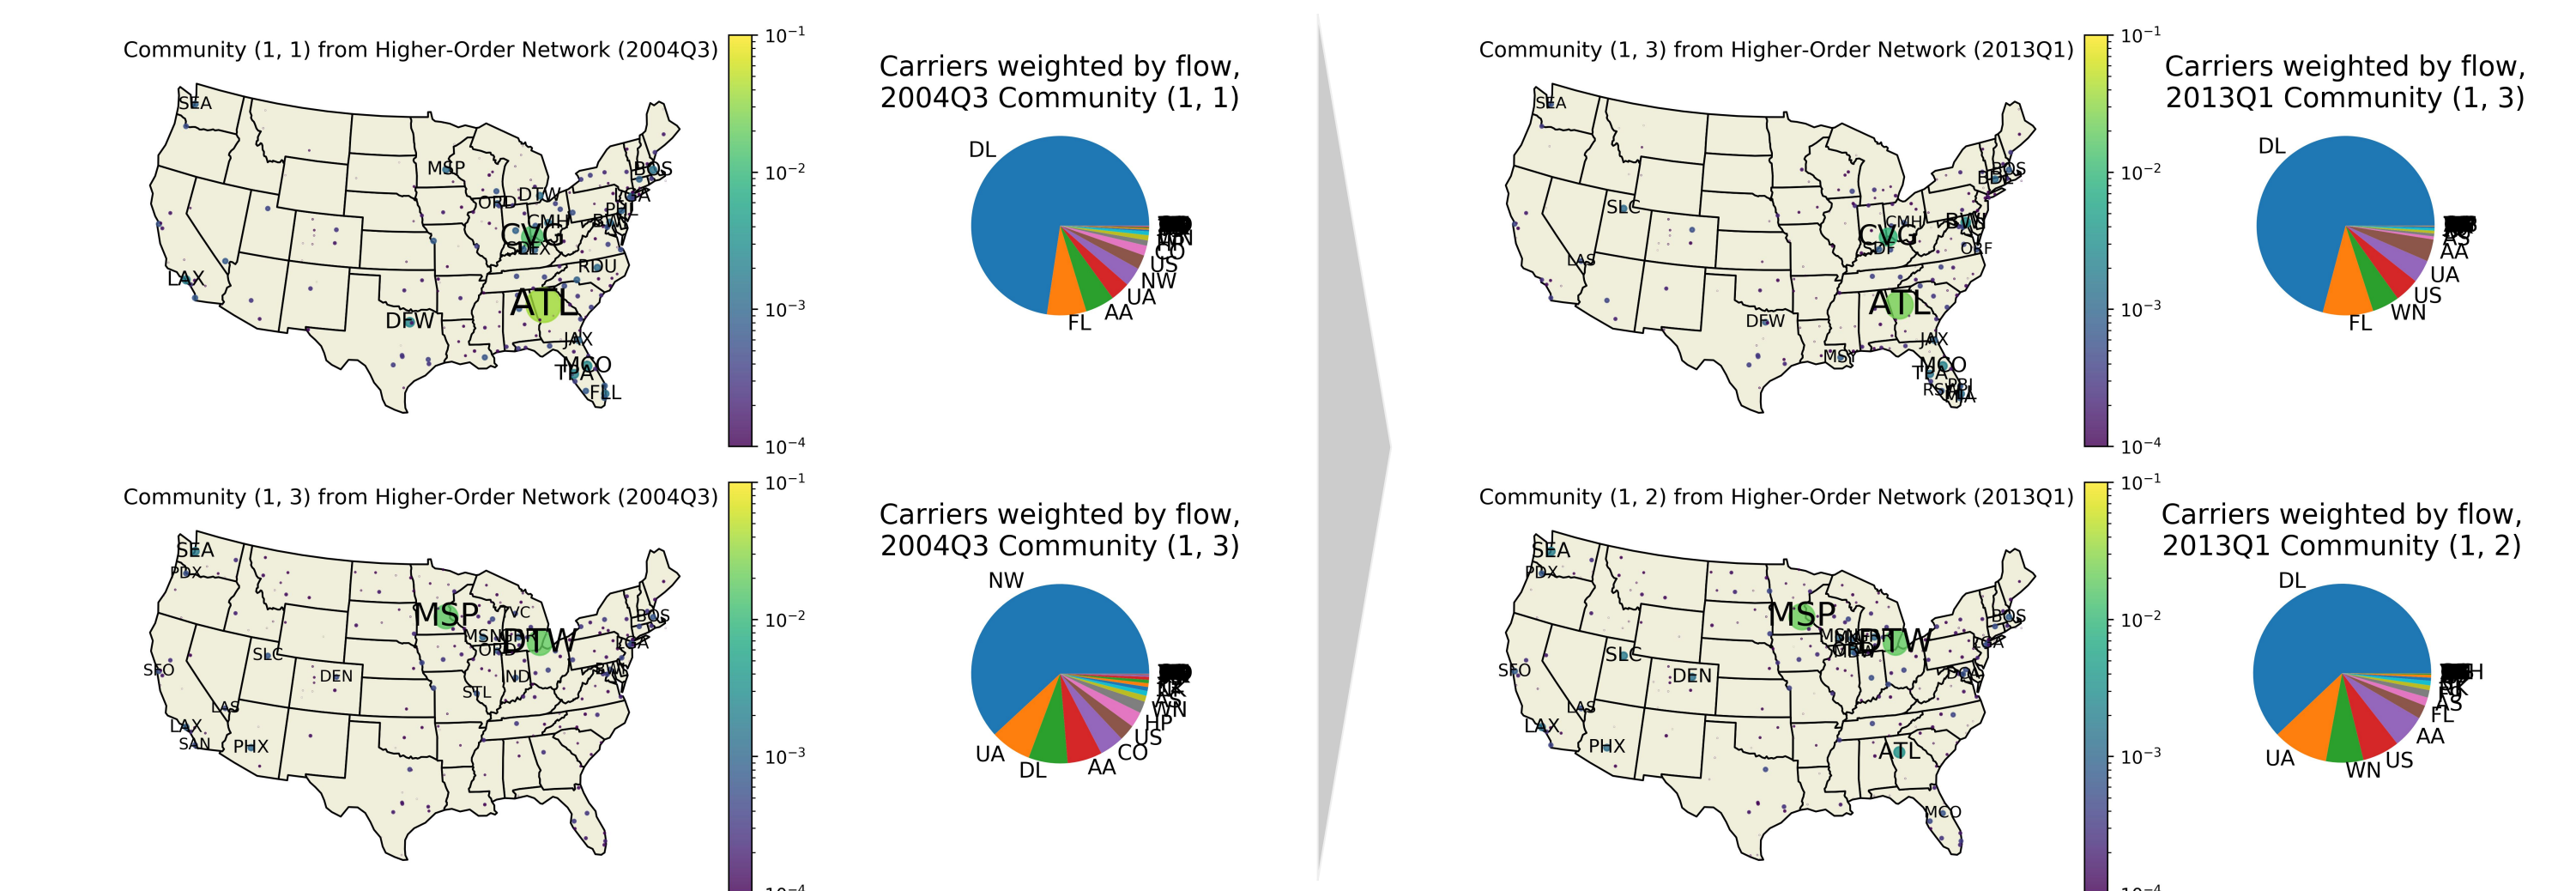 Community (1, 1) from Higher-Order Network (2004Q3)
10⁻¹
10⁻²
10⁻³
10⁻⁴
SEA
MSP
BOS
DTW
ORD
LGA
PHL
CMH
CVG
RDU
LAX
ATL
DFW
JAX
MCO
TPA
FLL
Carriers weighted by flow,
2004Q3 Community (1, 1)
DL
CO
US
NW
UA
AA
FL
Community (1, 3) from Higher-Order Network (2013Q1)
10⁻¹
10⁻²
10⁻³
10⁻⁴
SEA
BOS
SLC
CMH
BWI
CVG
SDF
ORF
LAS
ATL
DFW
JAX
MSY
MCO
TPA
Carriers weighted by flow,
2013Q1 Community (1, 3)
DL
AA
UA
US
WN
FL
Community (1, 3) from Higher-Order Network (2004Q3)
10⁻¹
10⁻²
10⁻³
10⁻⁴
SEA
PDX
MSP
TVC
BOS
MSN
DTW
ORD
LGA
SLC
SFO
DEN
IND
STL
LAS
LAX
SAN
PHX
Carriers weighted by flow,
2004Q3 Community (1, 3)
NW
WN
HP
US
CO
AA
DL
UA
Community (1, 2) from Higher-Order Network (2013Q1)
10⁻¹
10⁻²
10⁻³
10⁻⁴
SEA
PDX
MSP
BOS
DTW
LGA
SLC
SFO
DEN
LAS
LAX
PHX
ATL
MCO
Carriers weighted by flow,
2013Q1 Community (1, 2)
DL
AS
FL
AA
US
WN
UA